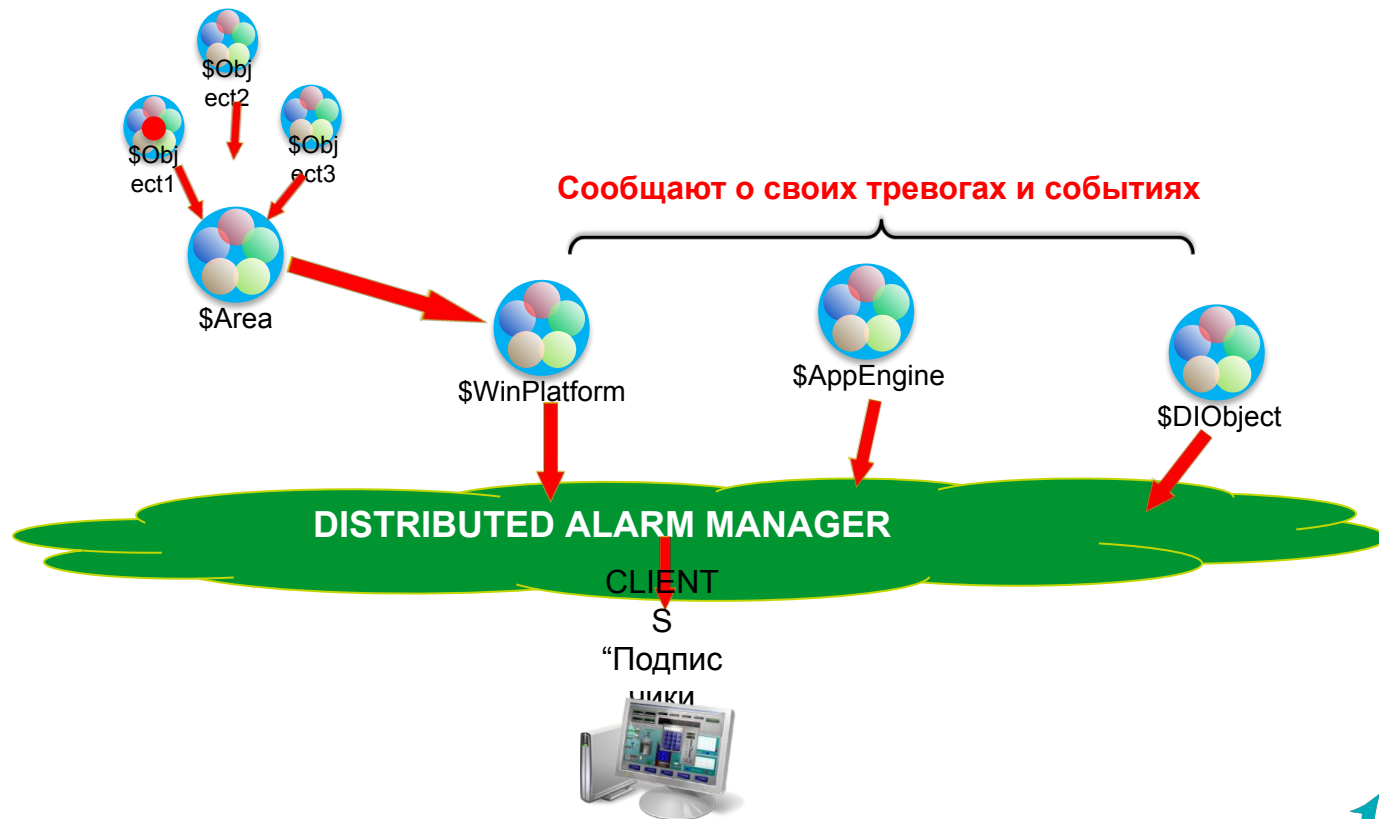 $Obj
ect2
$Obj
ect1
$Obj
ect3
Сообщают о своих тревогах и событиях
$Area
$WinPlatform
$AppEngine
$DIObject
DISTRIBUTED ALARM MANAGER
CLIENT
S
“Подпис
чики